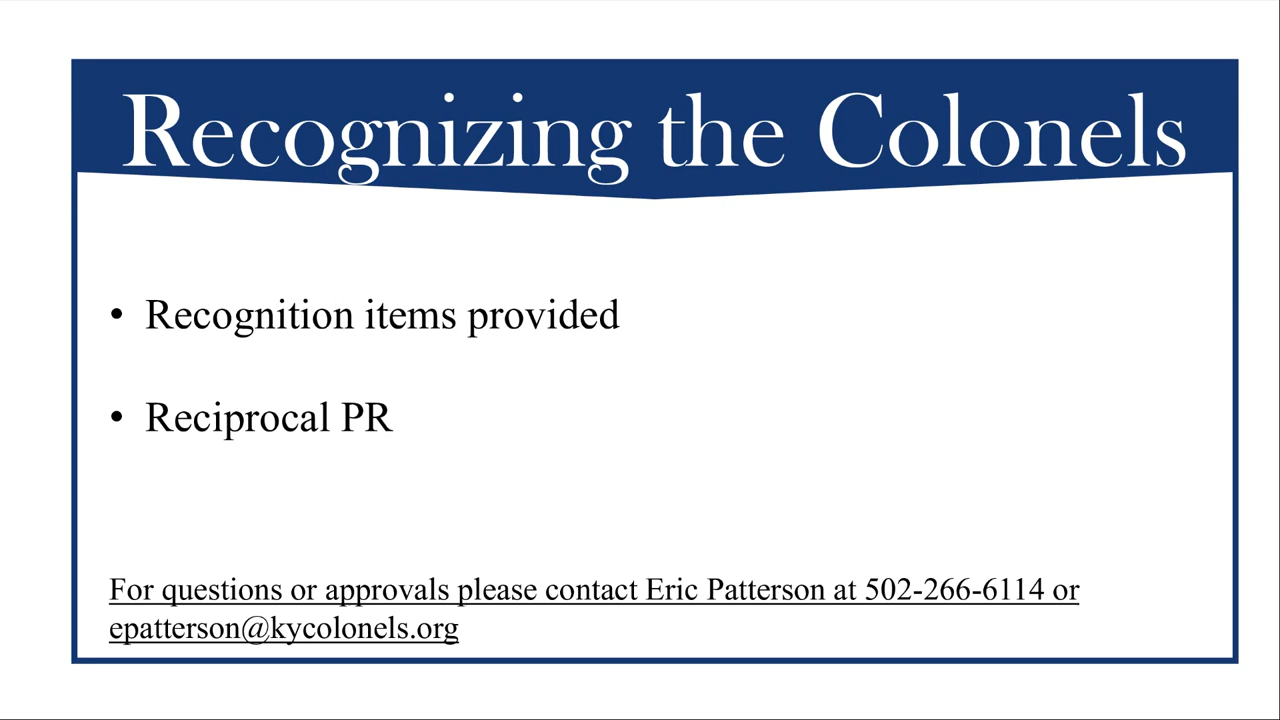 Recognizing the Colonels
• Recognition items provided
• Reciprocal PR
For questions or approvals please contact Eric Patterson at 502-266-6114 or
epatterson@kycolonels.org